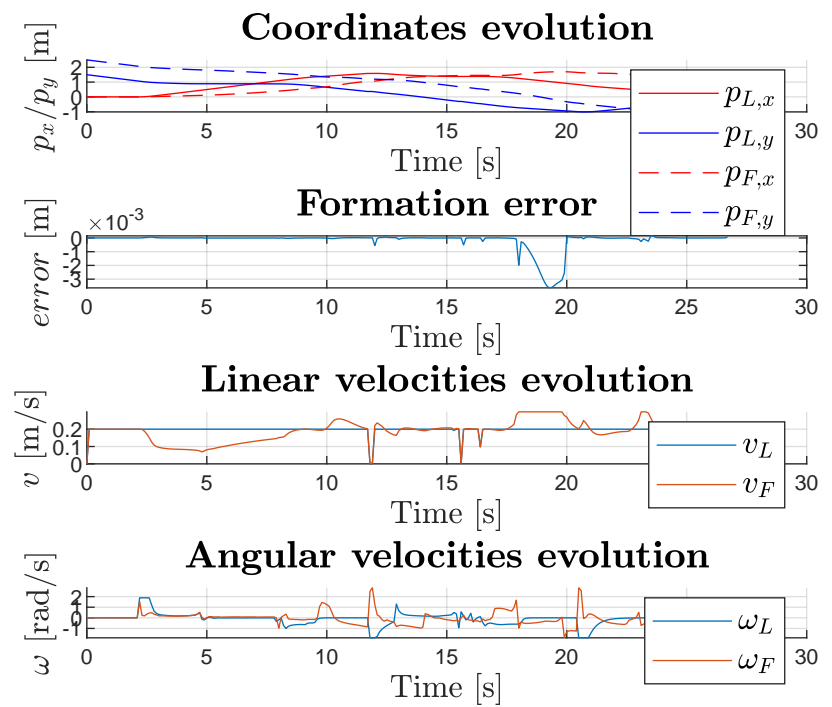 Coordinates evolution
p_x/p_y [m]
2
1
0
-1
0 5 10 15 20 30
Time [s]
p_{L,x}
p_{L,y}
p_{F,x}
p_{F,y}
Formation error
×10^{-3}
error [m]
0
-1
-2
-3
0 5 10 15 20 25 30
Time [s]
Linear velocities evolution
v [m/s]
0.2
0.1
0
0 5 10 15 20 30
Time [s]
v_L
v_F
Angular velocities evolution
ω [rad/s]
2
1
0
-1
0 5 10 15 20 30
Time [s]
ω_L
ω_F